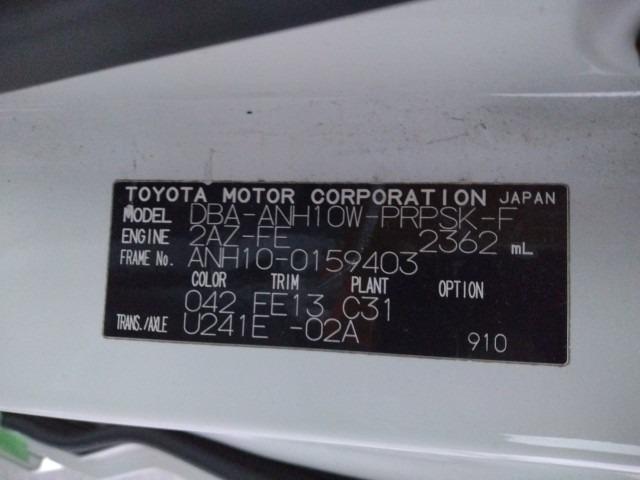 TOYOTA MOTOR CORPORATION JAPAN
MODEL DBA-ANH10W-PRPSK-F
ENGINE 2AZ-FE 2362 mL
FRAME No. ANH10-0159403
COLOR TRIM PLANT OPTION
042 FE13 C31
TRANS./AXLE U241E -02A 910